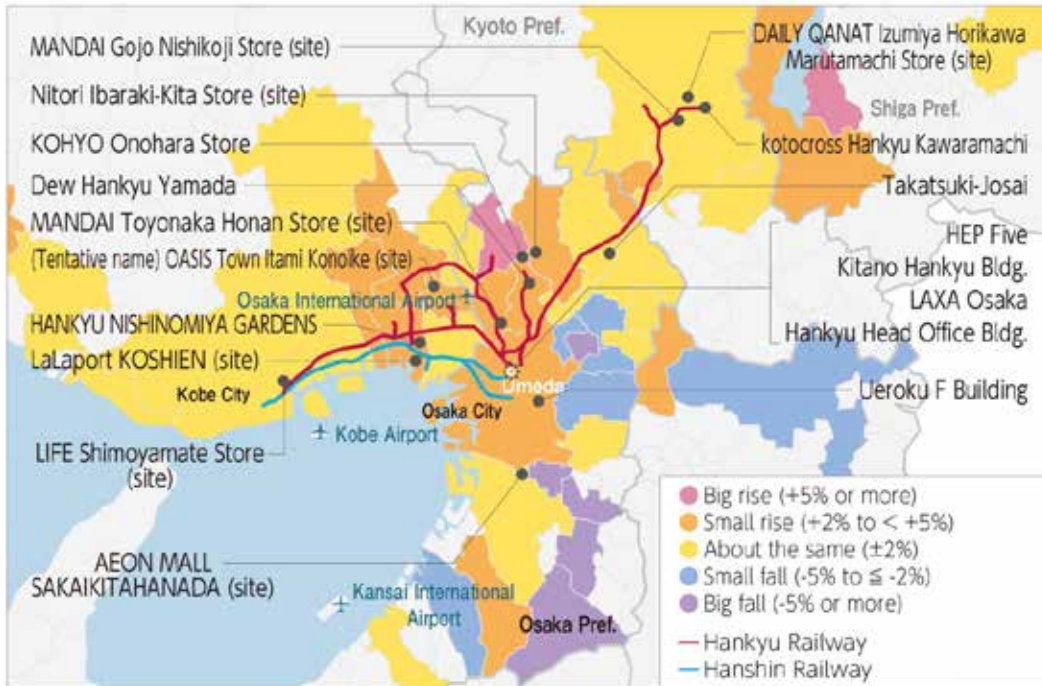 Kyoto Pref.
MANDAI Gojo Nishikoji Store (site)
DAILY QANAT Izumiya Horikawa
Marutamachi Store (site)
Nitori Ibaraki-Kita Store (site)
Shiga Pref.
KOHYO Onohara Store
kotocross Hankyu Kawaramachi
Dew Hankyu Yamada
Takatsuki-Josai
MANDAI Toyonaka Honan Store (site)
HEP Five
(Tentative name) OASIS Town Itami Konoike (site)
Kitano Hankyu Bldg.
Osaka International Airport
LAXA Osaka
HANKYU NISHINOMIYA GARDENS
Hankyu Head Office Bldg.
LaLaport KOSHIEN (site)
Umeda
Kobe City
Osaka City
Ueroku F Building
Kobe Airport
LIFE Shimoyamate Store
(site)
AEON MALL
SAKAIKITAHANADA (site)
Kansai International
Airport
Osaka Pref.
Big rise (+5% or more)
Small rise (+2% to < +5%)
About the same (±2%)
Small fall (-5% to ≦ -2%)
Big fall (-5% or more)
Hankyu Railway
Hanshin Railway